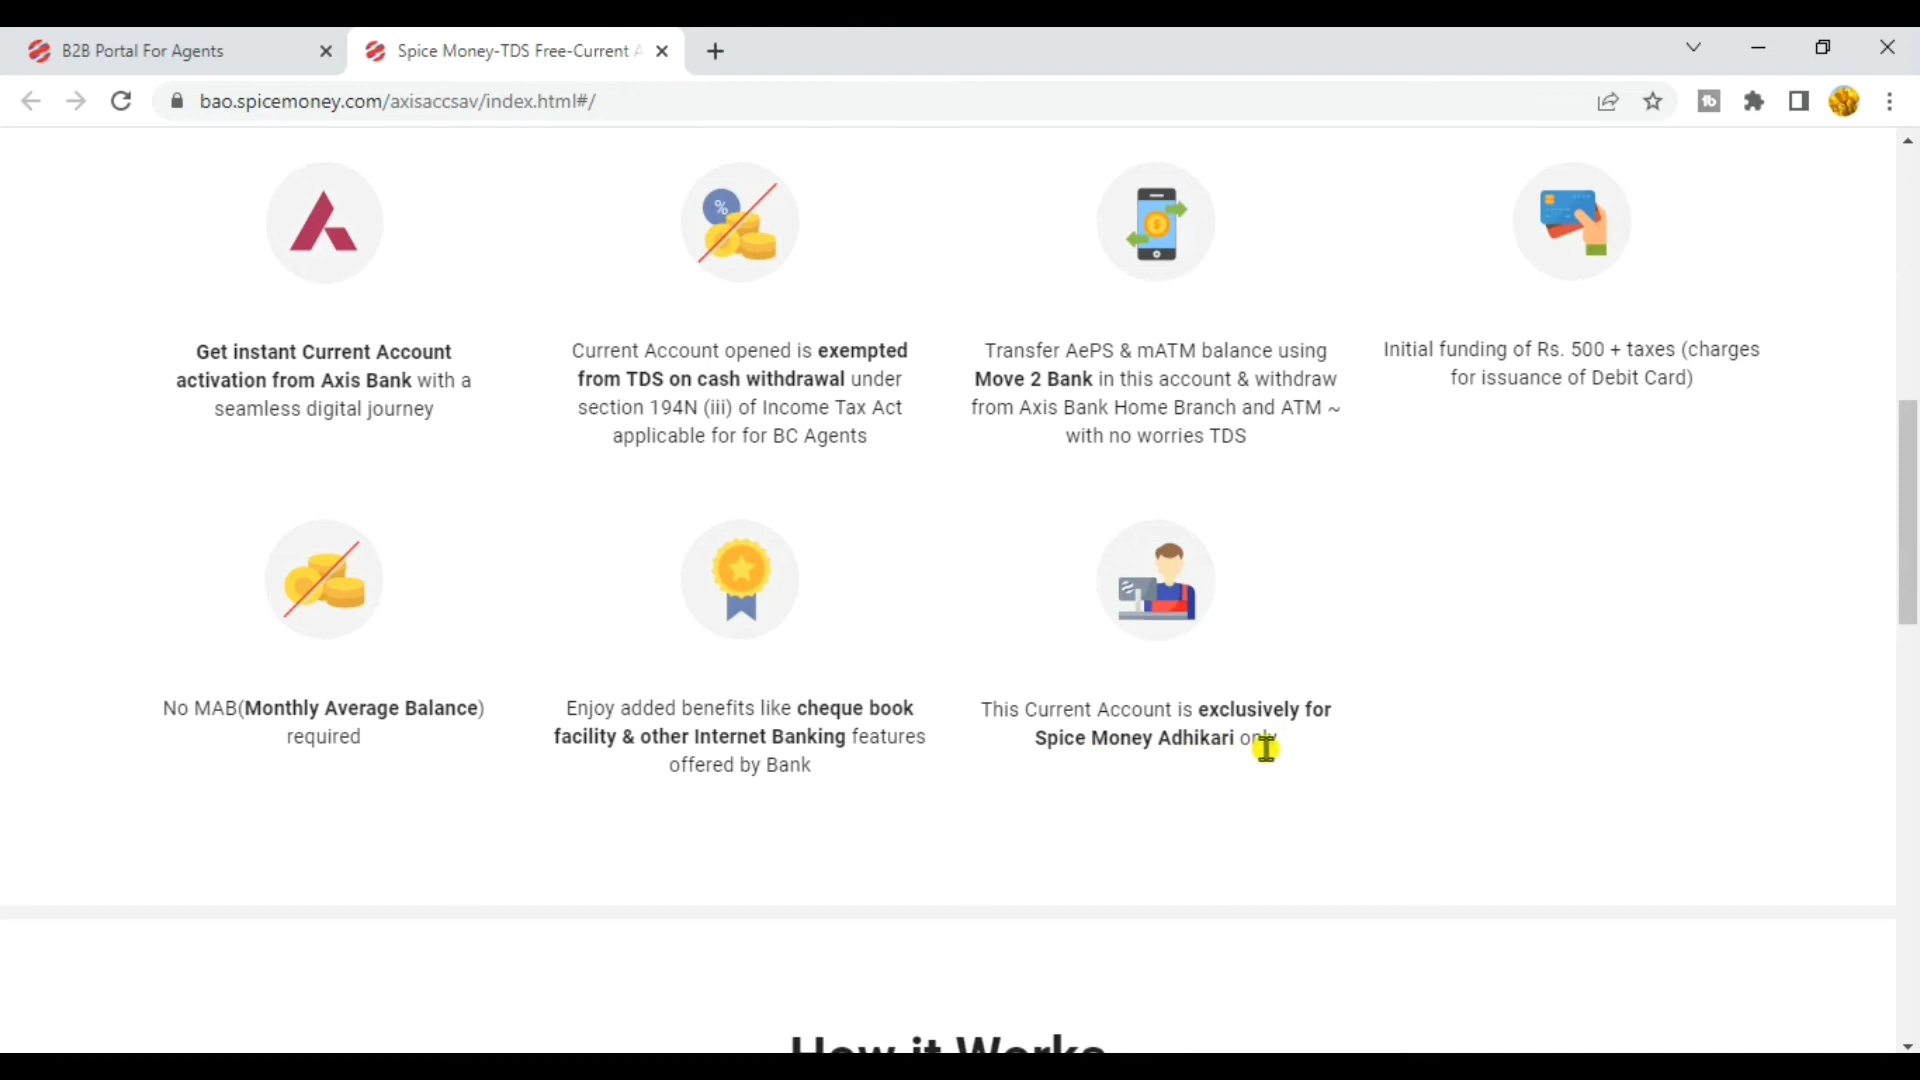 B2B Portal For Agents
Spice Money-TDS Free-Current A
bao.spicemoney.com/axisaccsav/index.html#/
%
Get instant Current Account
activation from Axis Bank with a
seamless digital journey
Current Account opened is exempted
from TDS on cash withdrawal under
section 194N (iii) of Income Tax Act
applicable for for BC Agents
Transfer AePS & mATM balance using
Move 2 Bank in this account & withdraw
from Axis Bank Home Branch and ATM ~
with no worries TDS
Initial funding of Rs. 500 + taxes (charges
for issuance of Debit Card)
No MAB(Monthly Average Balance)
required
Enjoy added benefits like cheque book
facility & other Internet Banking features
offered by Bank
This Current Account is exclusively for
Spice Money Adhikari only
How it Works